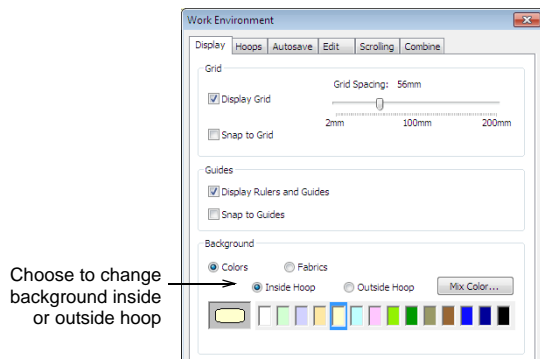 Work Environment
Display Hoops Autosave Edit Scrolling Combine
Grid
Grid Spacing: 56mm
Display Grid
2mm 100mm 200mm
Snap to Grid
Guides
Display Rulers and Guides
Snap to Guides
Background
Colors Fabrics
Choose to change
background inside
or outside hoop
Inside Hoop Outside Hoop Mix Color...